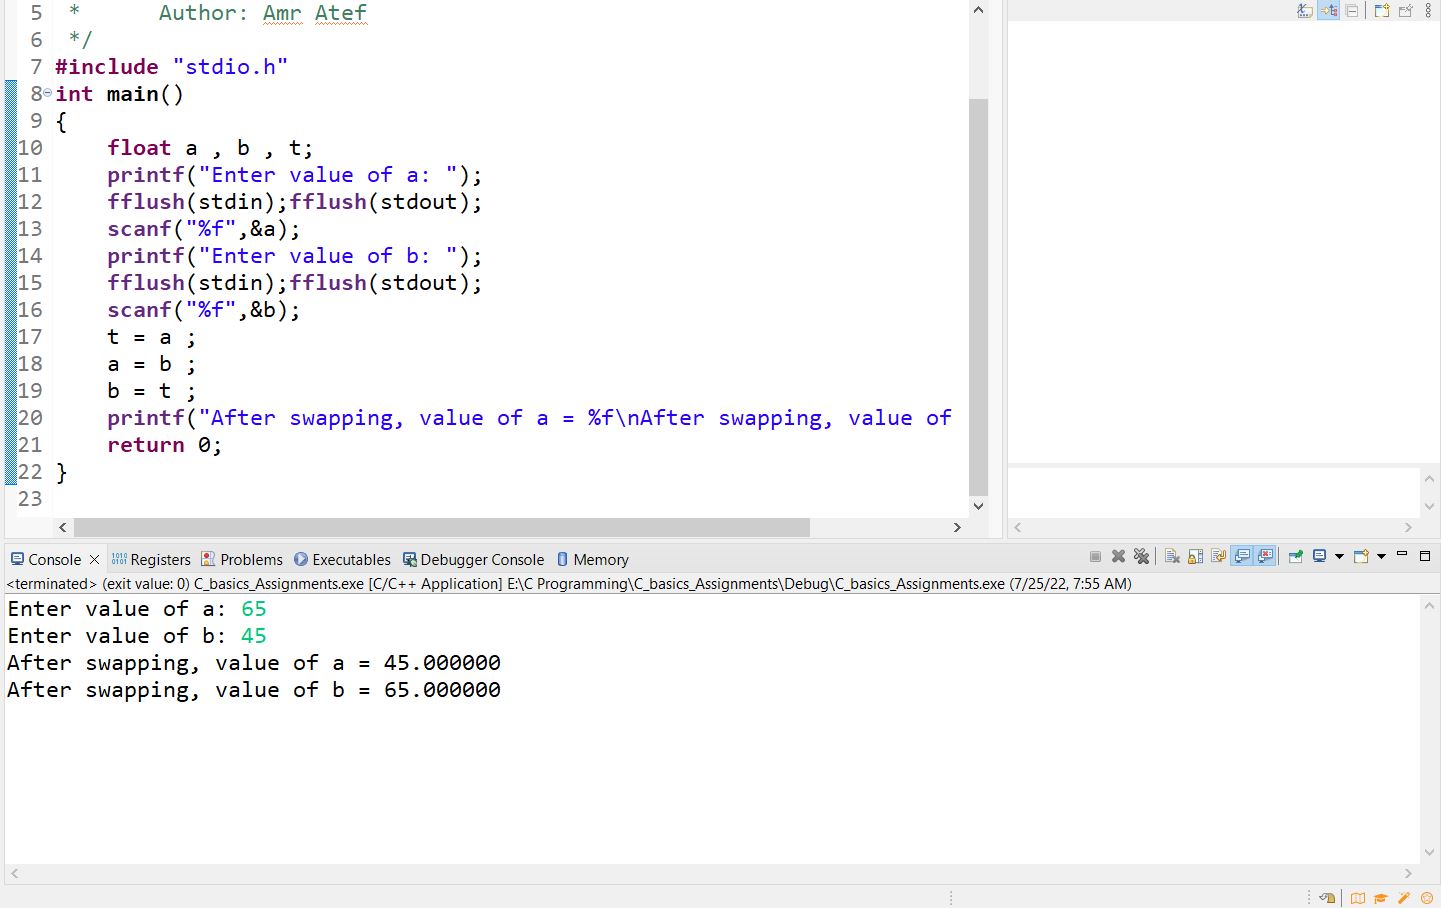 5 *      Author: Amr Atef
6 */
7 #include "stdio.h"
8 int main()
9 {
10     float a , b , t;
11     printf("Enter value of a: ");
12     fflush(stdin);fflush(stdout);
13     scanf("%f",&a);
14     printf("Enter value of b: ");
15     fflush(stdin);fflush(stdout);
16     scanf("%f",&b);
17     t = a ;
18     a = b ;
19     b = t ;
20     printf("After swapping, value of a = %f\nAfter swapping, value of
21     return 0;
22 }
23
Console Registers Problems Executables Debugger Console Memory
<terminated> (exit value: 0) C_basics_Assignments.exe [C/C++ Application] E:\C Programming\C_basics_Assignments\Debug\C_basics_Assignments.exe (7/25/22, 7:55 AM)
Enter value of a: 65
Enter value of b: 45
After swapping, value of a = 45.000000
After swapping, value of b = 65.000000